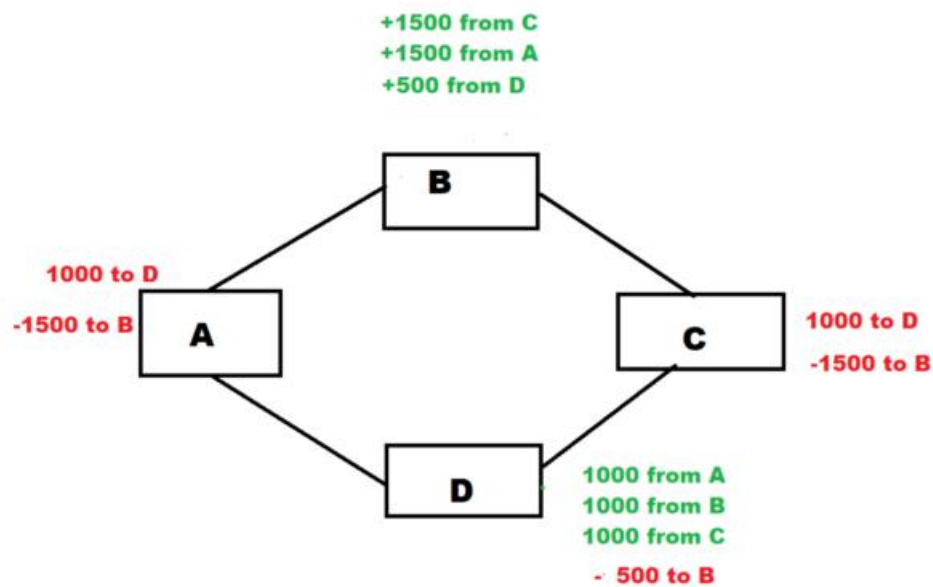 +1500 from C
+1500 from A
+500 from D
B
1000 to D
-1500 to B
A
C
1000 to D
-1500 to B
D
1000 from A
1000 from B
1000 from C
- 500 to B